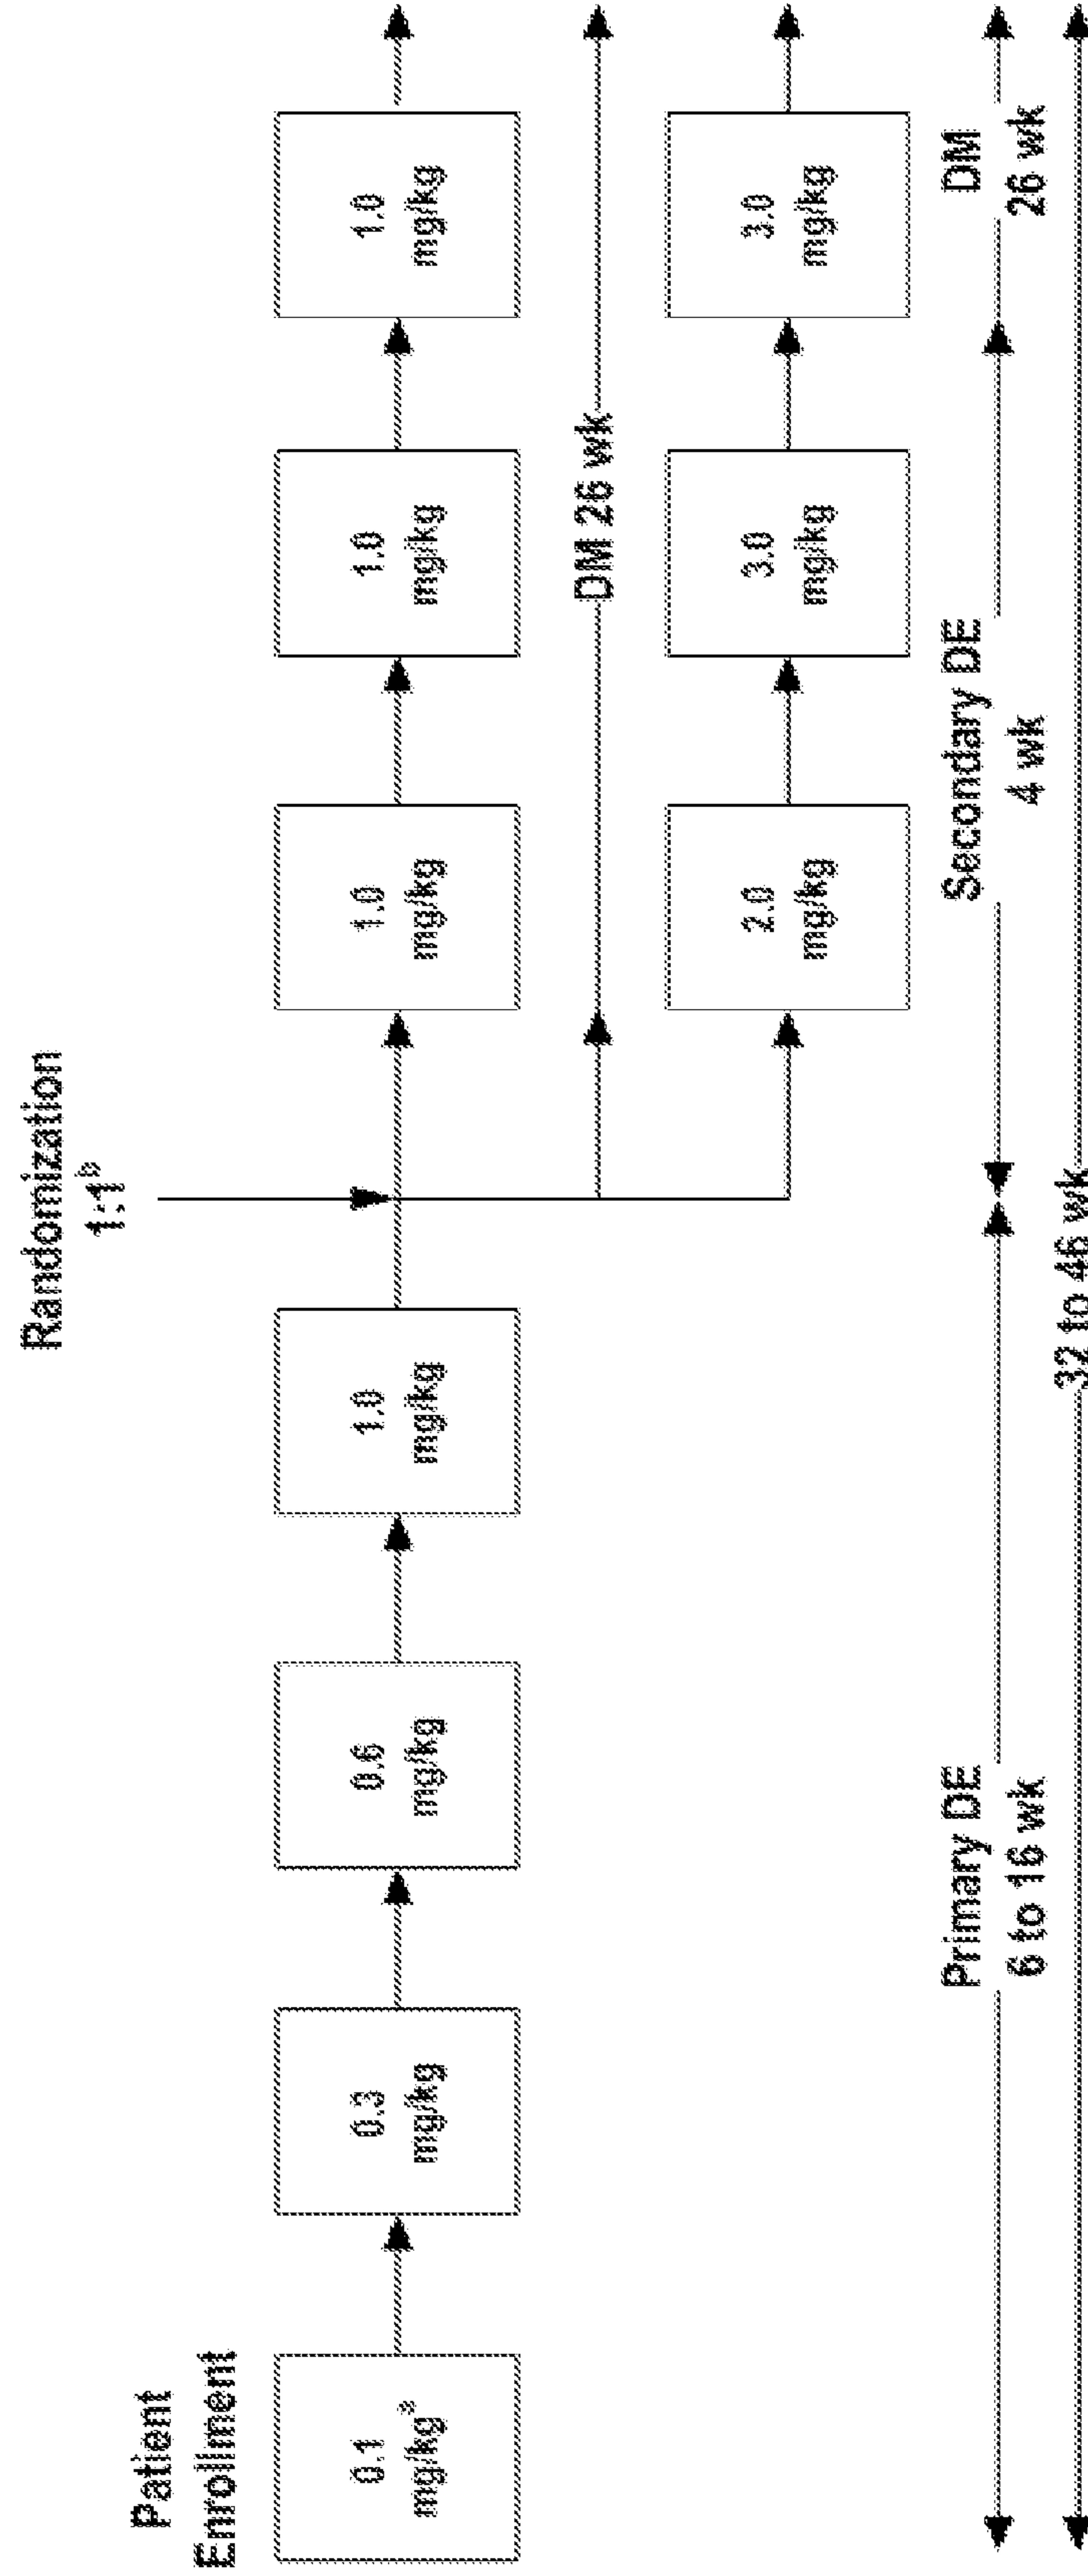 Randomization
1:1ᵇ
Patient
Enrollment
0.1
mg/kgᵃ
0.3
mg/kg
0.6
mg/kg
1.0
mg/kg
1.0
mg/kg
1.0
mg/kg
1.0
mg/kg
DM 26 wk
2.0
mg/kg
3.0
mg/kg
3.0
mg/kg
Primary DE
6 to 16 wk
Secondary DE
4 wk
DM
26 wk
32 to 46 wk